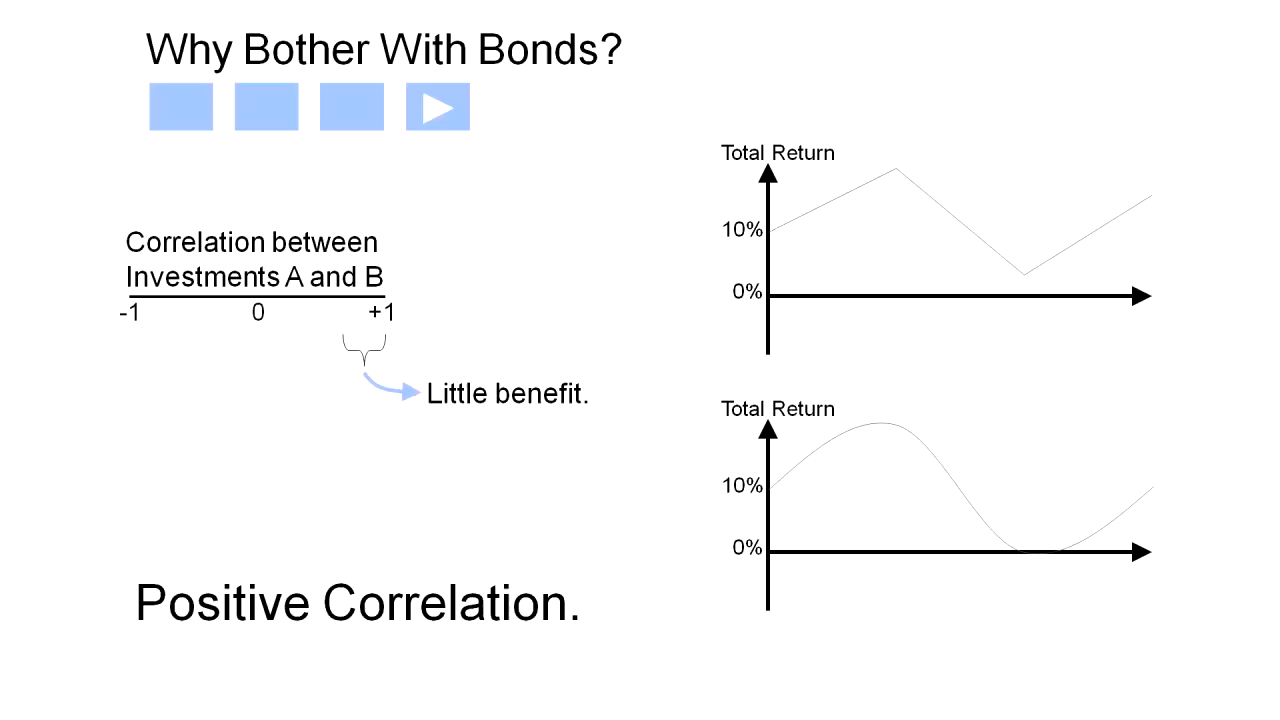 Why Bother With Bonds?
Correlation between
Investments A and B
-1 0 +1
Little benefit.
Positive Correlation.
Total Return
10%
0%
Total Return
10%
0%